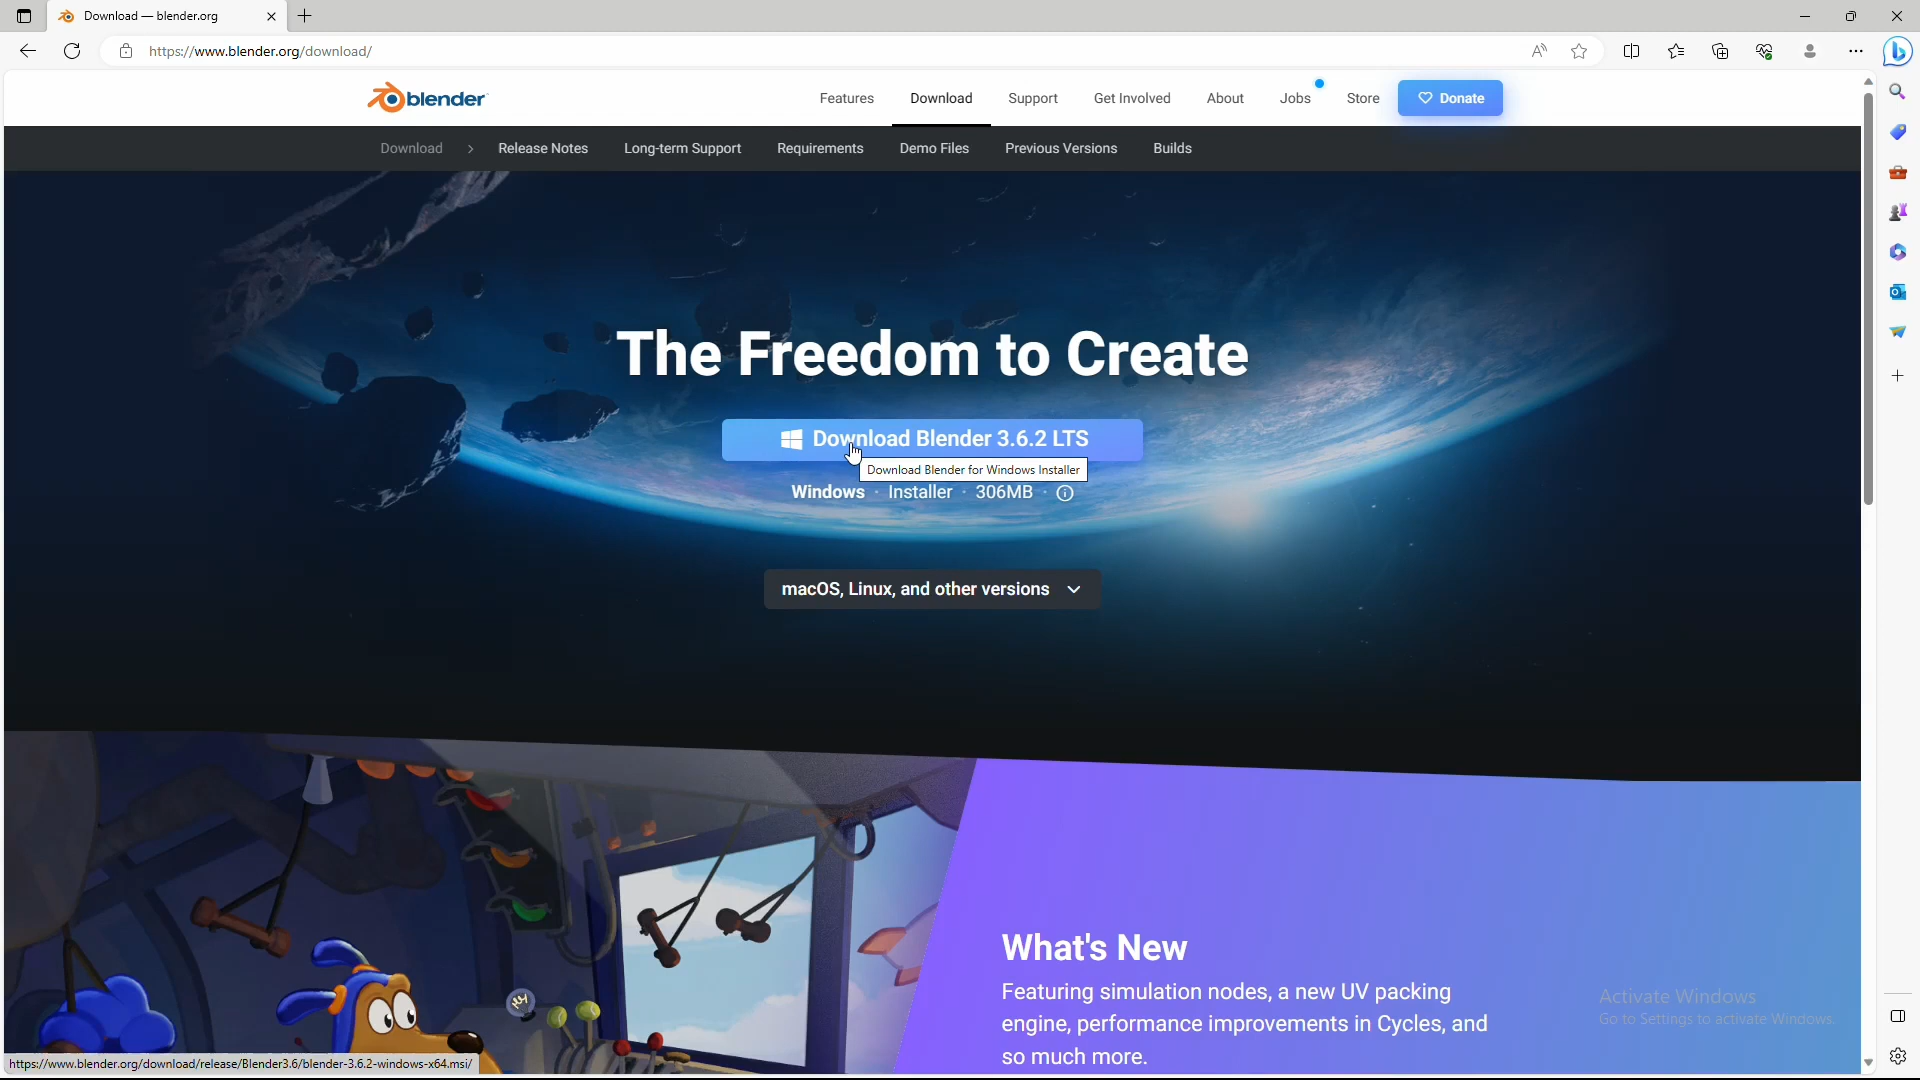 Download — blender.org
https://www.blender.org/download/
blender
Features Download Support Get Involved About Jobs Store Donate
Download Release Notes Long-term Support Requirements Demo Files Previous Versions Builds
The Freedom to Create
Download Blender 3.6.2 LTS
Download Blender for Windows Installer
Windows · Installer · 306MB ·
macOS, Linux, and other versions
What's New
Featuring simulation nodes, a new UV packing
engine, performance improvements in Cycles, and
so much more.
Activate Windows
Go to Settings to activate Windows.
https://www.blender.org/download/release/Blender3.6/blender-3.6.2-windows-x64.msi/